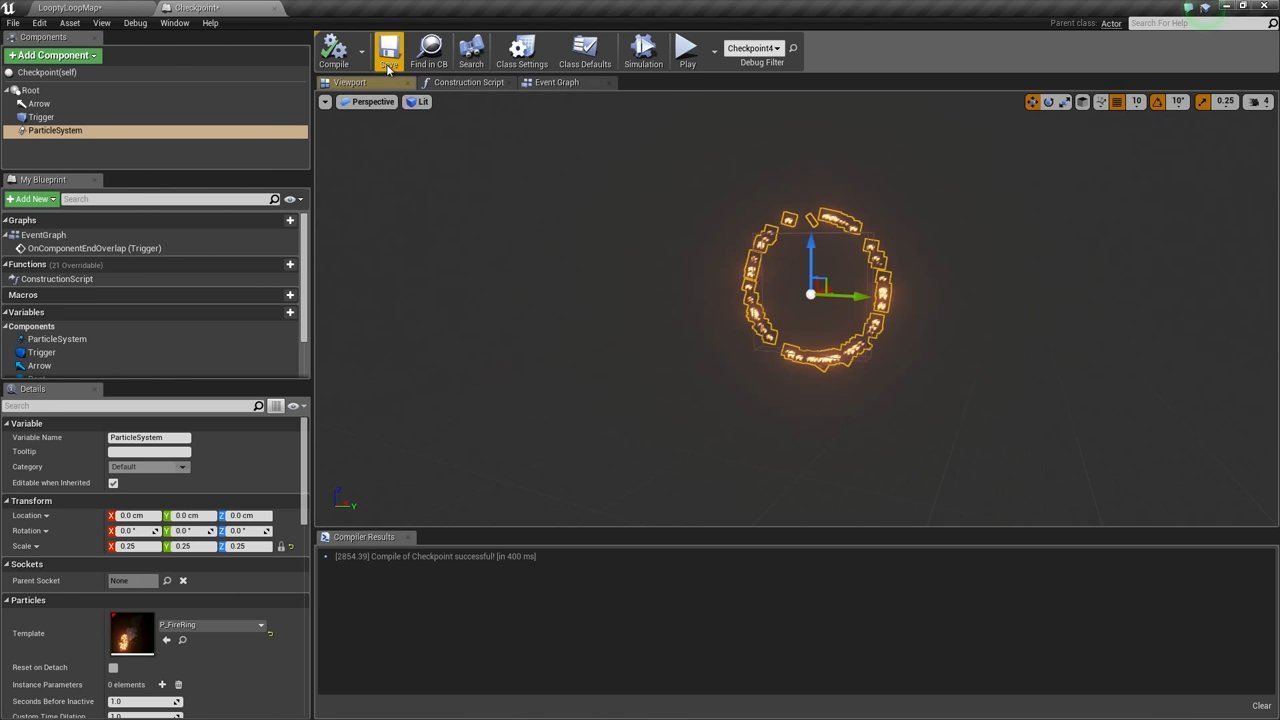 LooptyLoopMap*
Checkpoint*
File Edit Asset View Window Help Debug
Parent class: Actor
Search For Help
Components
+ Add Component
Checkpoint(self)
Root
Arrow
Trigger
ParticleSystem
Compile
Save
Find in CB
Search
Class Settings
Class Defaults
Simulation
Play
Checkpoint4
Debug Filter
Viewport
Construction Script
Event Graph
Perspective
Lit
10
10°
0.25
4
My Blueprint
+ Add New
Search
Graphs
EventGraph
OnComponentEndOverlap (Trigger)
Functions (21 Overridable)
ConstructionScript
Macros
Variables
Components
ParticleSystem
Trigger
Arrow
Details
Search
Variable
Variable Name ParticleSystem
Tooltip
Category Default
Editable when Inherited
Transform
Location X 0.0 cm Y 0.0 cm Z 0.0 cm
Rotation X 0.0 ° Y 0.0 ° Z 0.0 °
Scale X 0.25 Y 0.25 Z 0.25
Sockets
Parent Socket None
Particles
Template P_FireRing
Reset on Detach
Instance Parameters 0 elements
Seconds Before Inactive 1.0
Custom Time Dilation 1.0
Z
Y
Compiler Results
[2854.39] Compile of Checkpoint successful! [in 400 ms]
Clear